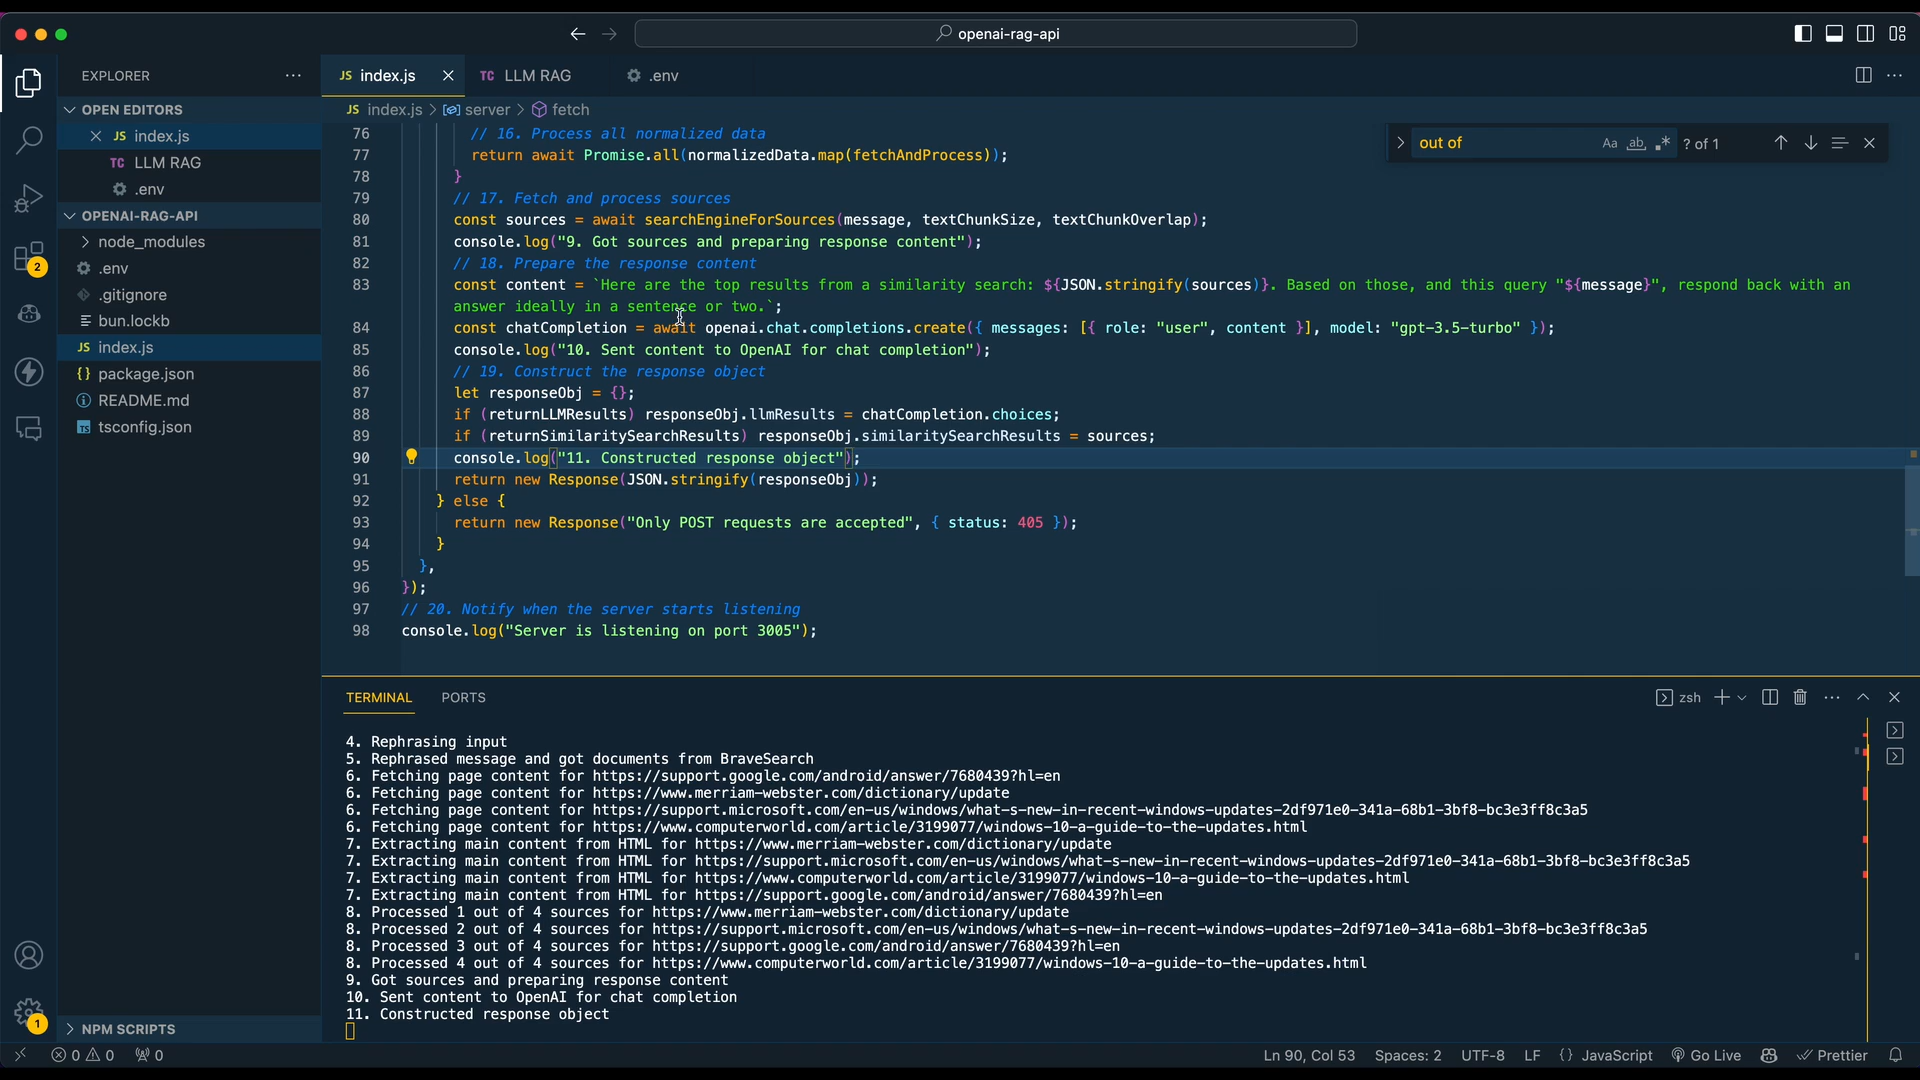 openai-rag-api
EXPLORER
OPEN EDITORS
JS index.js
TC LLM RAG
.env
OPENAI-RAG-API
node_modules
.env
.gitignore
bun.lockb
JS index.js
{} package.json
README.md
TS tsconfig.json
NPM SCRIPTS
2
1
JS index.js
TC LLM RAG
.env
JS index.js > server > fetch
out of
Aa ab ? of 1
76 // 16. Process all normalized data
77 return await Promise.all(normalizedData.map(fetchAndProcess));
78 }
79 // 17. Fetch and process sources
80 const sources = await searchEngineForSources(message, textChunkSize, textChunkOverlap);
81 console.log("9. Got sources and preparing response content");
82 // 18. Prepare the response content
83 const content = `Here are the top results from a similarity search: ${JSON.stringify(sources)}. Based on those, and this query "${message}", respond back with an
answer ideally in a sentence or two.`;
84 const chatCompletion = await openai.chat.completions.create({ messages: [{ role: "user", content }], model: "gpt-3.5-turbo" });
85 console.log("10. Sent content to OpenAI for chat completion");
86 // 19. Construct the response object
87 let responseObj = {};
88 if (returnLLMResults) responseObj.llmResults = chatCompletion.choices;
89 if (returnSimilaritySearchResults) responseObj.similaritySearchResults = sources;
90 console.log("11. Constructed response object");
91 return new Response(JSON.stringify(responseObj));
92 } else {
93 return new Response("Only POST requests are accepted", { status: 405 });
94 }
95 },
96 });
97 // 20. Notify when the server starts listening
98 console.log("Server is listening on port 3005");
TERMINAL PORTS
zsh
4. Rephrasing input
5. Rephrased message and got documents from BraveSearch
6. Fetching page content for https://support.google.com/android/answer/7680439?hl=en
6. Fetching page content for https://www.merriam-webster.com/dictionary/update
6. Fetching page content for https://support.microsoft.com/en-us/windows/what-s-new-in-recent-windows-updates-2df971e0-341a-68b1-3bf8-bc3e3ff8c3a5
6. Fetching page content for https://www.computerworld.com/article/3199077/windows-10-a-guide-to-the-updates.html
7. Extracting main content from HTML for https://www.merriam-webster.com/dictionary/update
7. Extracting main content from HTML for https://support.microsoft.com/en-us/windows/what-s-new-in-recent-windows-updates-2df971e0-341a-68b1-3bf8-bc3e3ff8c3a5
7. Extracting main content from HTML for https://www.computerworld.com/article/3199077/windows-10-a-guide-to-the-updates.html
7. Extracting main content from HTML for https://support.google.com/android/answer/7680439?hl=en
8. Processed 1 out of 4 sources for https://www.merriam-webster.com/dictionary/update
8. Processed 2 out of 4 sources for https://support.microsoft.com/en-us/windows/what-s-new-in-recent-windows-updates-2df971e0-341a-68b1-3bf8-bc3e3ff8c3a5
8. Processed 3 out of 4 sources for https://support.google.com/android/answer/7680439?hl=en
8. Processed 4 out of 4 sources for https://www.computerworld.com/article/3199077/windows-10-a-guide-to-the-updates.html
9. Got sources and preparing response content
10. Sent content to OpenAI for chat completion
11. Constructed response object
0 0 0 Ln 90, Col 53 Spaces: 2 UTF-8 LF {} JavaScript Go Live Prettier